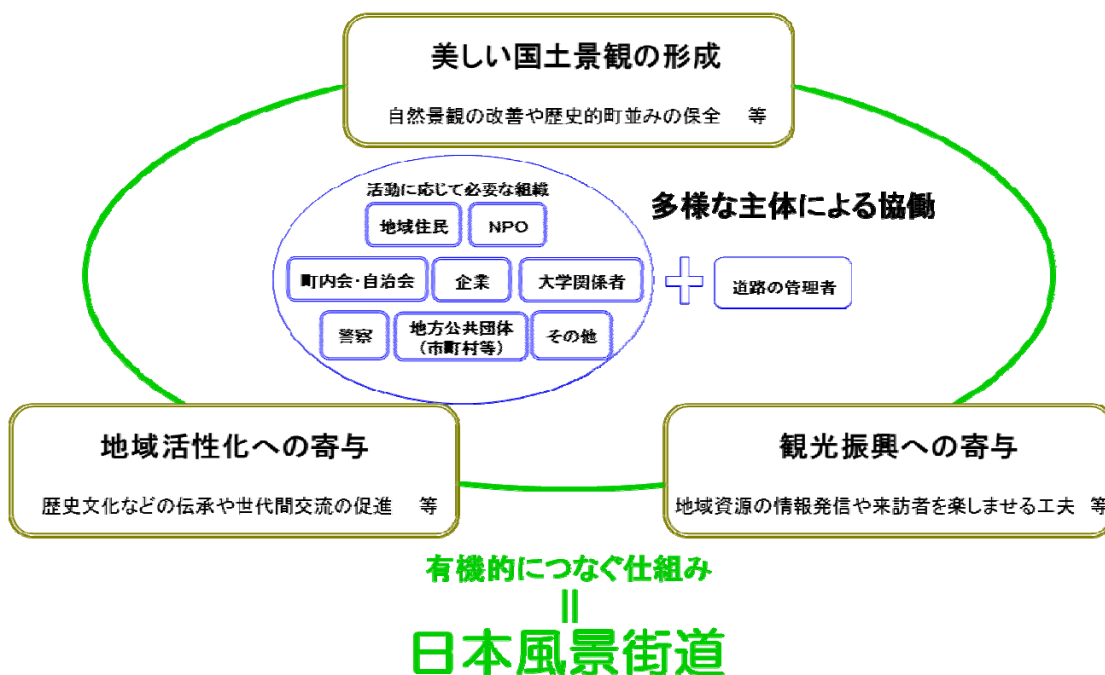 美しい国土景観の形成
自然景観の改善や歴史的町並みの保全 等
活動に応じて必要な組織
多様な主体による協働
地域住民
NPO
町内会・自治会
企業
大学関係者
＋
道路の管理者
警察
地方公共団体
（市町村等）
その他
地域活性化への寄与
歴史文化などの伝承や世代間交流の促進 等
観光振興への寄与
地域資源の情報発信や来訪者を楽しませる工夫 等
有機的につなぐ仕組み
＝
日本風景街道